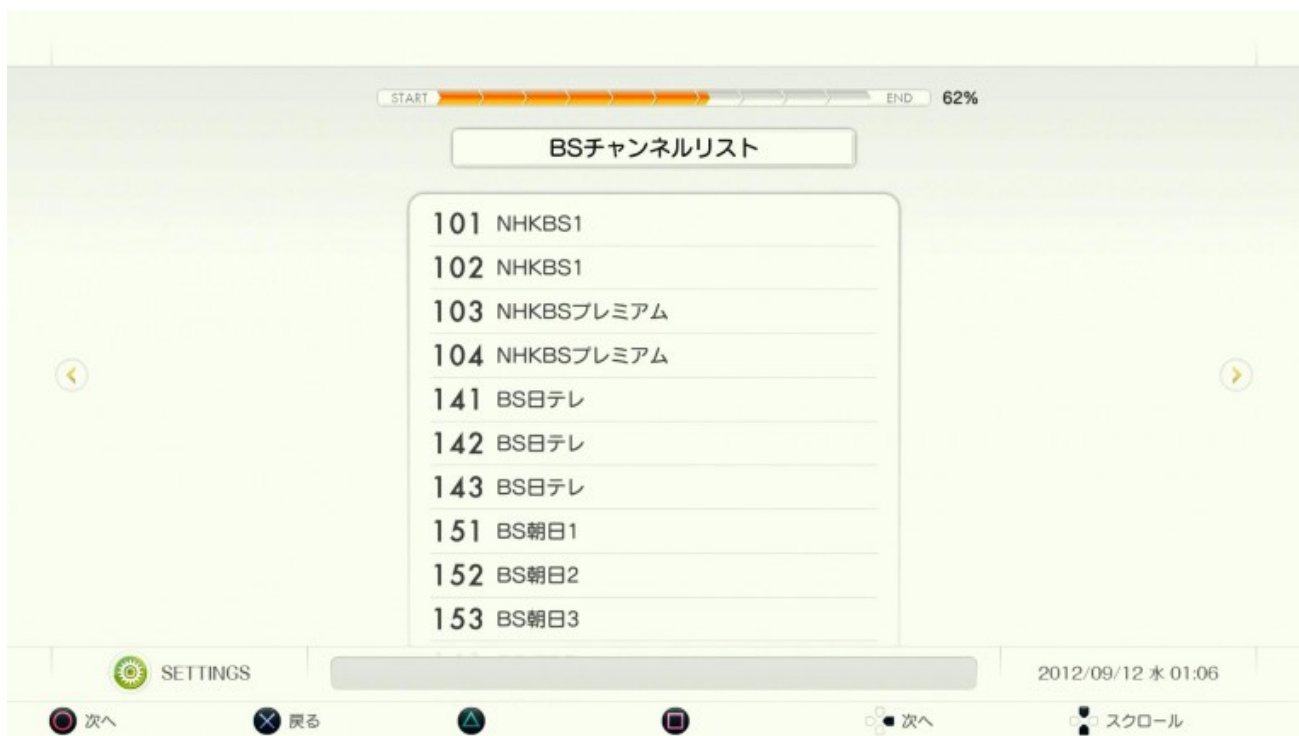 START END 62%
BSチャンネルリスト
101 NHKBS1
102 NHKBS1
103 NHKBSプレミアム
104 NHKBSプレミアム
141 BS日テレ
142 BS日テレ
143 BS日テレ
151 BS朝日1
152 BS朝日2
153 BS朝日3
SETTINGS 2012/09/12 水 01:06
次へ 戻る 次へ スクロール